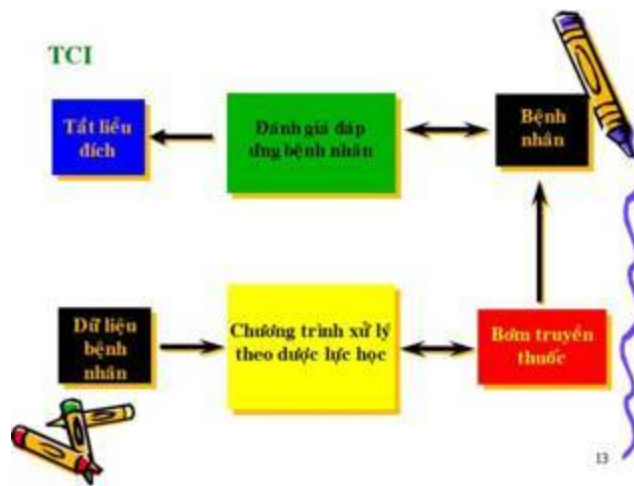 TCI
Tắt liều
đích
Đánh giá đáp
ứng bệnh nhân
Bệnh
nhân
Dữ liệu
bệnh
nhân
Chương trình xử lý
theo dược lực học
Bơm truyền
thuốc
13